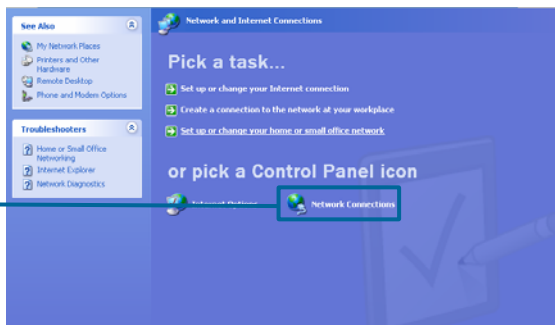 See Also
My Network Places
Printers and Other
Hardware
Remote Desktop
Phone and Modem Options
Troubleshooters
Home or Small Office
Networking
Internet Explorer
Network Diagnostics
Network and Internet Connections
Pick a task...
Set up or change your Internet connection
Create a connection to the network at your workplace
Set up or change your home or small office network
or pick a Control Panel icon
Internet Options
Network Connections